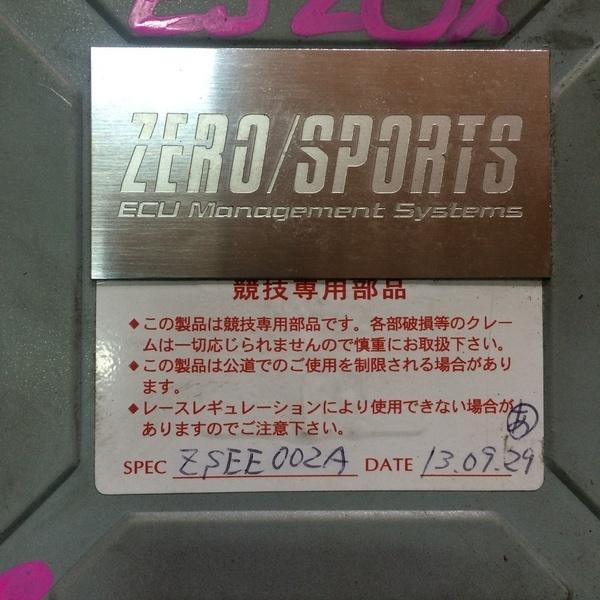 ZERO/SPORTS
ECU Management Systems
競技専用部品
◆この製品は競技専用部品です。各部破損等のクレー
ムは一切応じられませんので慎重にお取扱下さい。
◆この製品は公道でのご使用を制限される場合があり
ます。
◆レースレギュレーションにより使用できない場合が
ありますのでご注意下さい。
あ
SPEC ZSEE002A DATE 13.09.29